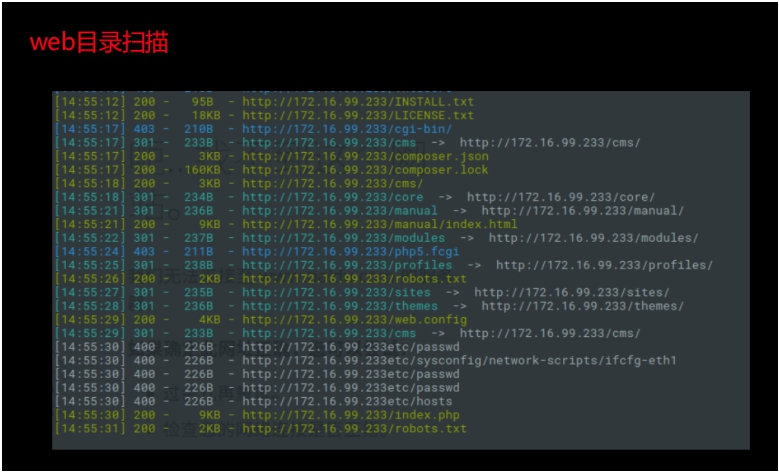 web目录扫描
[14:55:12] 200 -   95B  - http://172.16.99.233/INSTALL.txt
[14:55:12] 200 -   18KB - http://172.16.99.233/LICENSE.txt
[14:55:17] 403 -  210B  - http://172.16.99.233/cgi-bin/
[14:55:17] 301 -  233B  - http://172.16.99.233/cms  ->  http://172.16.99.233/cms/
[14:55:17] 200 -    3KB - http://172.16.99.233/composer.json
[14:55:17] 200 - 160KB - http://172.16.99.233/composer.lock
[14:55:18] 200 -    3KB - http://172.16.99.233/cms/
[14:55:18] 301 -  234B  - http://172.16.99.233/core  ->  http://172.16.99.233/core/
[14:55:21] 301 -  236B  - http://172.16.99.233/manual  ->  http://172.16.99.233/manual/
[14:55:21] 200 -    9KB - http://172.16.99.233/manual/index.html
[14:55:22] 301 -  237B  - http://172.16.99.233/modules  ->  http://172.16.99.233/modules/
[14:55:24] 403 -  211B  - http://172.16.99.233/php5.fcgi
[14:55:25] 301 -  238B  - http://172.16.99.233/profiles  ->  http://172.16.99.233/profiles/
[14:55:26] 200 -    2KB - http://172.16.99.233/robots.txt
[14:55:27] 301 -  235B  - http://172.16.99.233/sites  ->  http://172.16.99.233/sites/
[14:55:28] 301 -  236B  - http://172.16.99.233/themes  ->  http://172.16.99.233/themes/
[14:55:29] 200 -    4KB - http://172.16.99.233/web.config
[14:55:29] 301 -  233B  - http://172.16.99.233/cms  ->  http://172.16.99.233/cms/
[14:55:30] 400 -  226B  - http://172.16.99.233etc/passwd
[14:55:30] 400 -  226B  - http://172.16.99.233etc/sysconfig/network-scripts/ifcfg-eth1
[14:55:30] 400 -  226B  - http://172.16.99.233etc/passwd
[14:55:30] 400 -  226B  - http://172.16.99.233etc/passwd
[14:55:30] 400 -  226B  - http://172.16.99.233etc/hosts
[14:55:30] 200 -    9KB - http://172.16.99.233/index.php
[14:55:31] 200 -    2KB - http://172.16.99.233/robots.txt